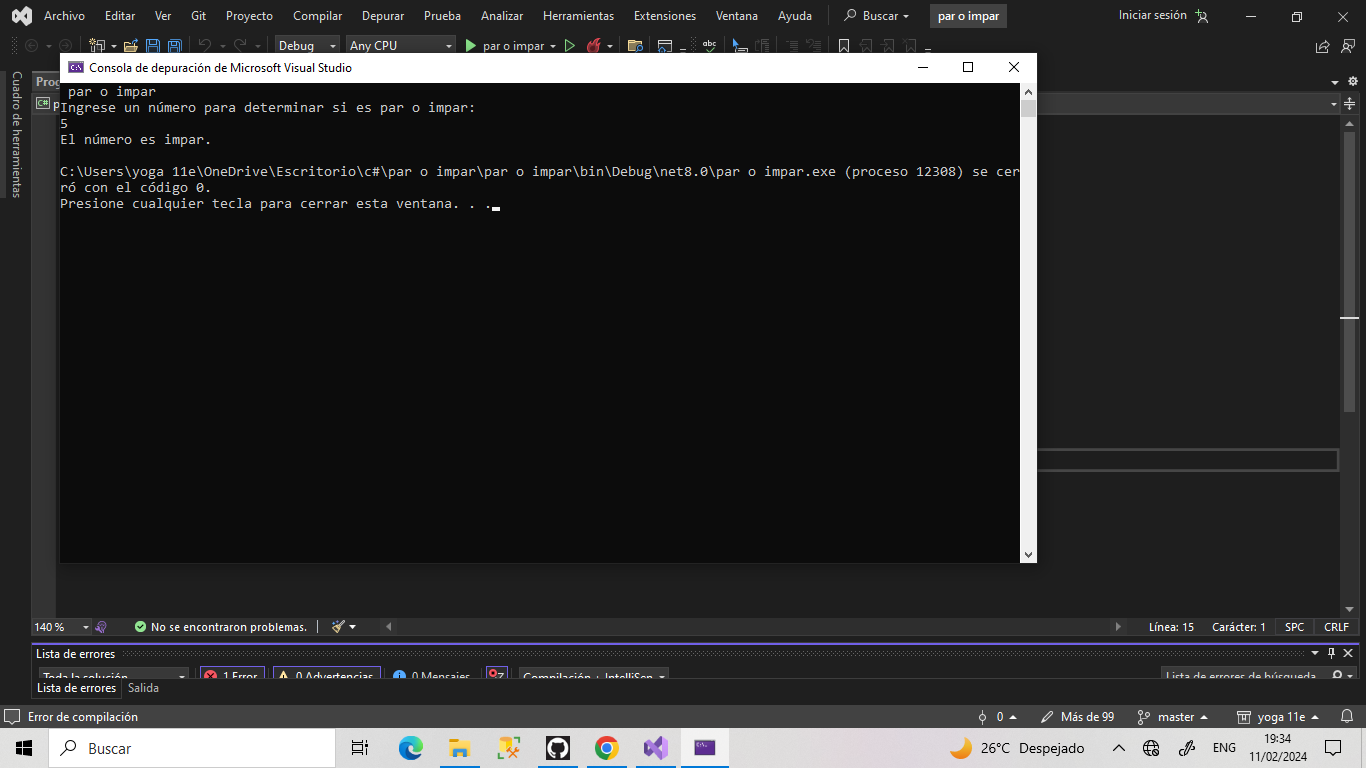 Archivo Editar Ver Git Proyecto Compilar Depurar Prueba Analizar Herramientas Extensiones Ventana Ayuda Buscar par o impar Iniciar sesión
Debug Any CPU par o impar abc
Consola de depuración de Microsoft Visual Studio
Cuadro de herramientas
par o impar
Ingrese un número para determinar si es par o impar:
5
El número es impar.
C:\Users\yoga 11e\OneDrive\Escritorio\c#\par o impar\par o impar\bin\Debug\net8.0\par o impar.exe (proceso 12308) se cer
ró con el código 0.
Presione cualquier tecla para cerrar esta ventana. . .
140 % No se encontraron problemas. Línea: 15 Carácter: 1 SPC CRLF
Lista de errores
Toda la solución 1 Error 0 Advertencias 0 Mensajes Compilación + IntelliSen Lista de errores de búsqueda
Lista de errores Salida
Error de compilación 0 Más de 99 master yoga 11e
Buscar 26°C Despejado ENG 19:34
11/02/2024